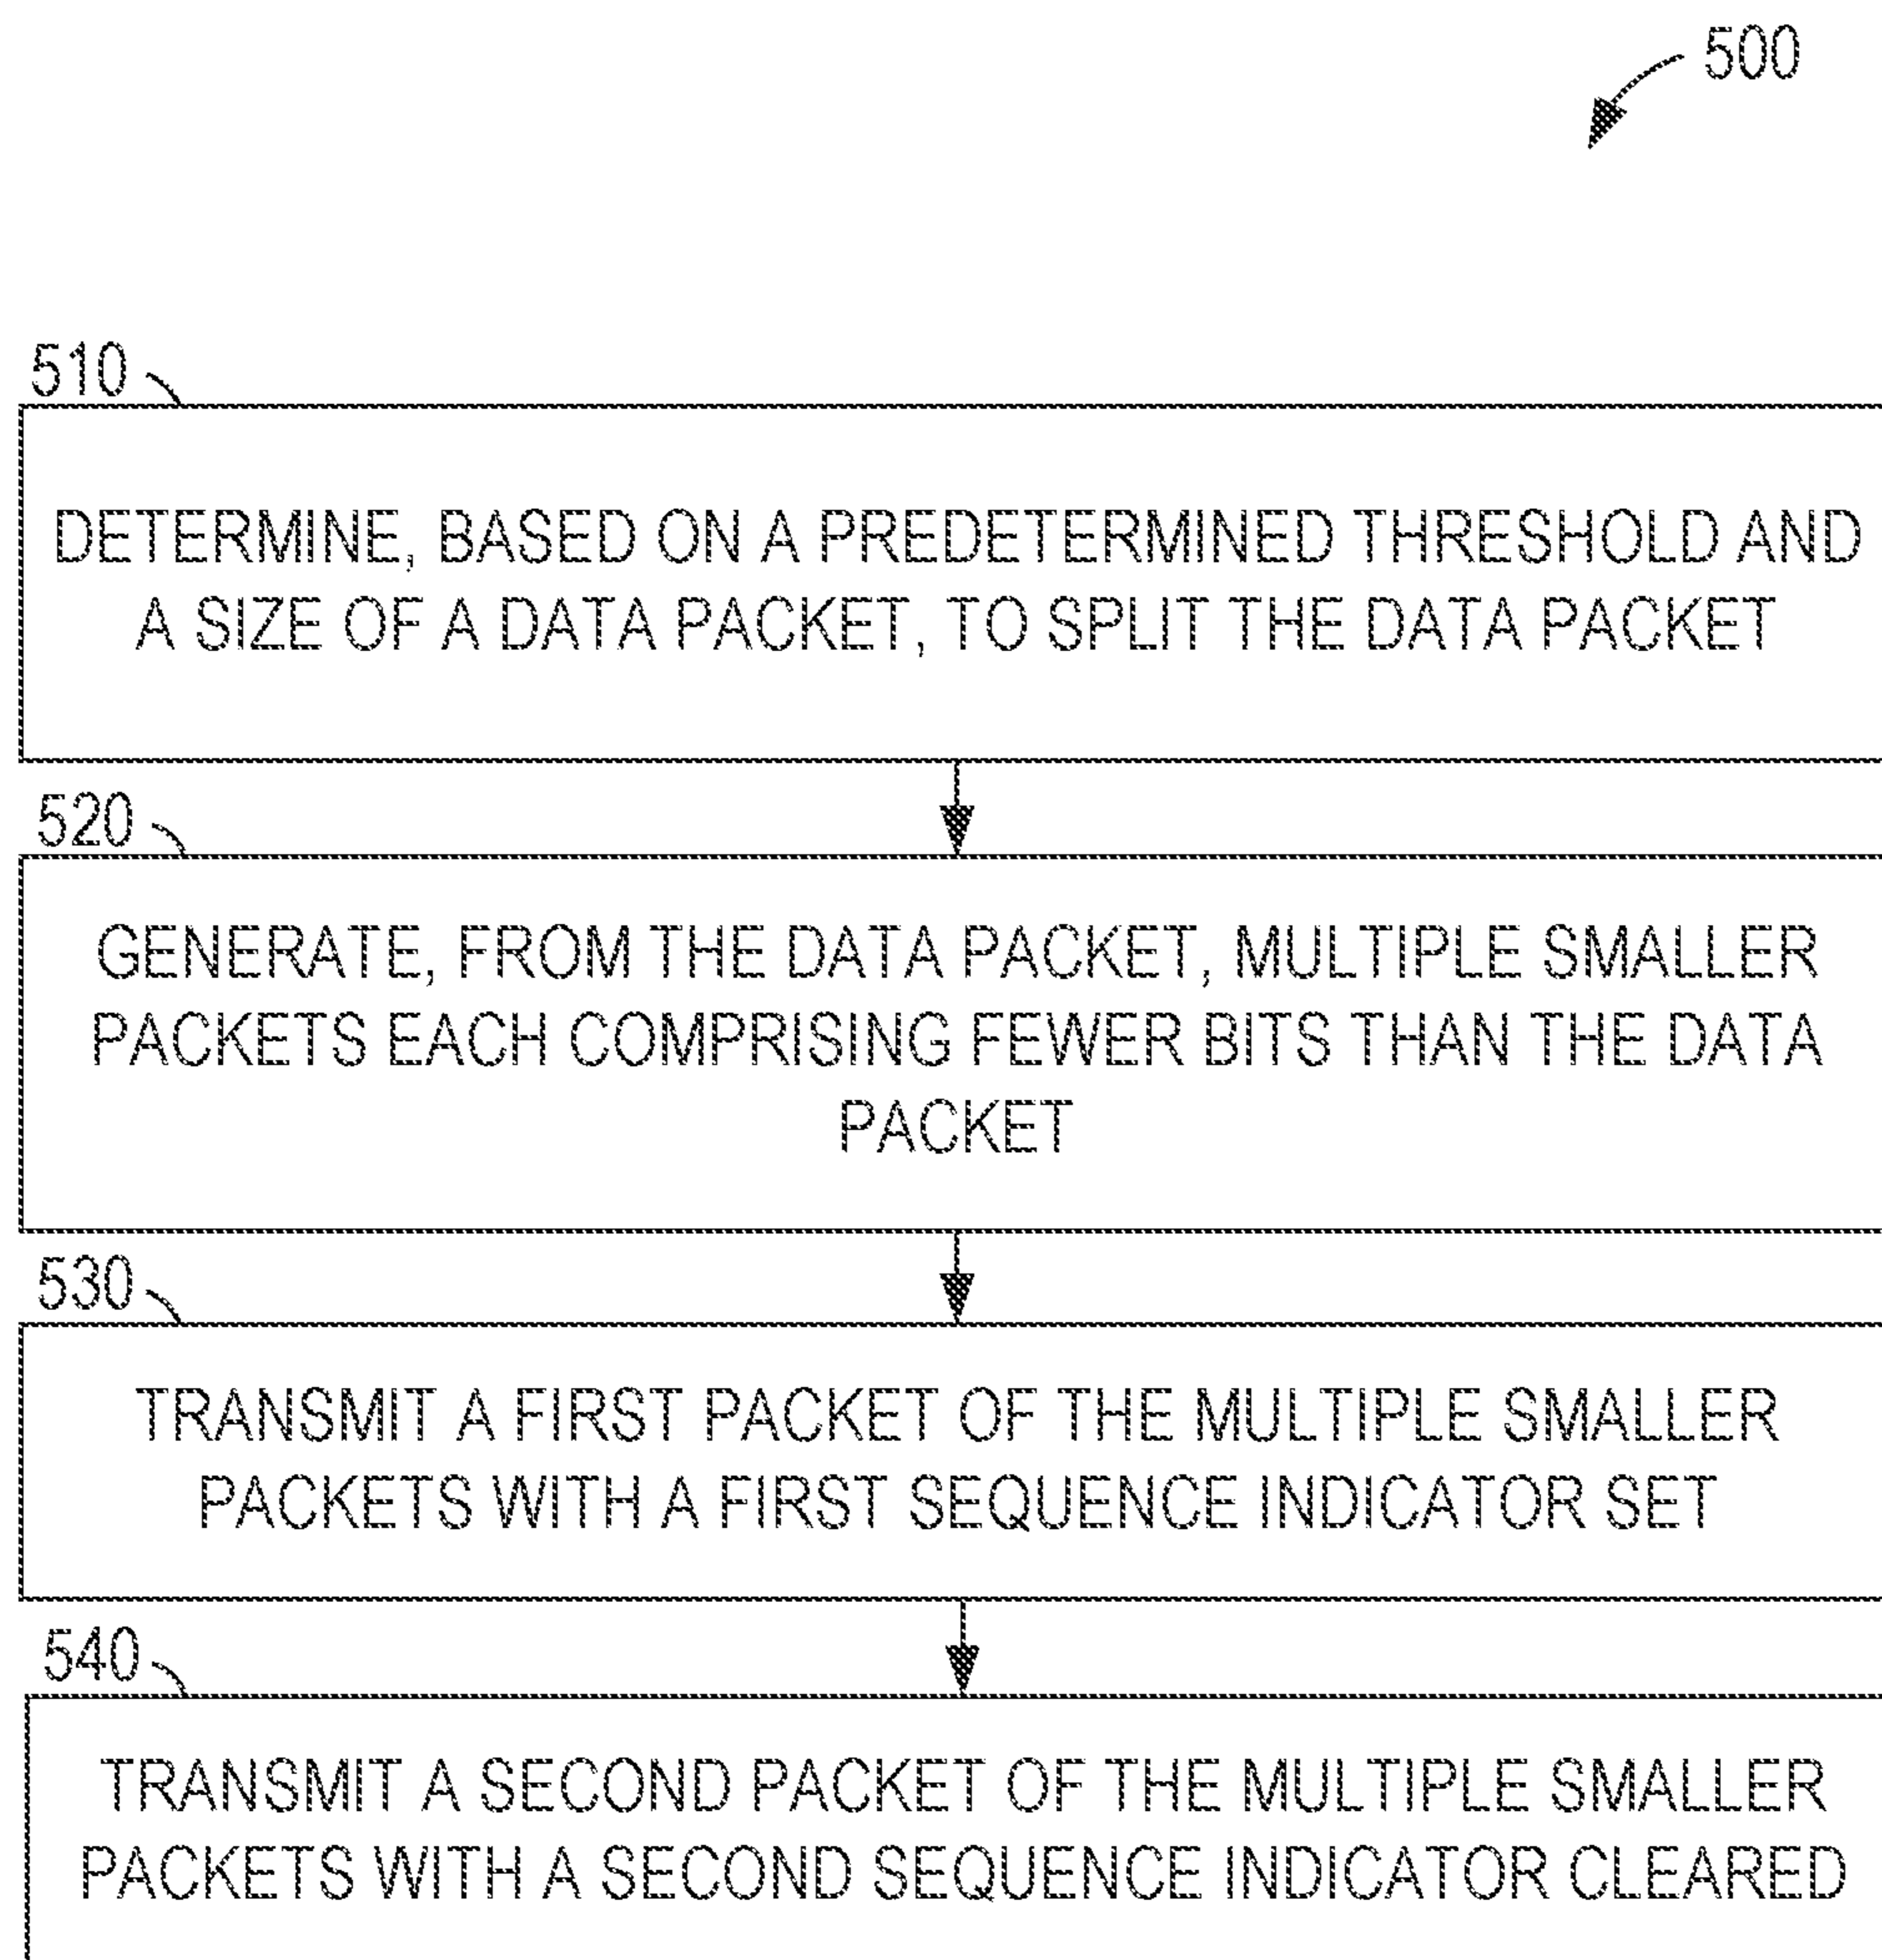 500
510
DETERMINE, BASED ON A PREDETERMINED THRESHOLD AND
A SIZE OF A DATA PACKET, TO SPLIT THE DATA PACKET
520
GENERATE, FROM THE DATA PACKET, MULTIPLE SMALLER
PACKETS EACH COMPRISING FEWER BITS THAN THE DATA
PACKET
530
TRANSMIT A FIRST PACKET OF THE MULTIPLE SMALLER
PACKETS WITH A FIRST SEQUENCE INDICATOR SET
540
TRANSMIT A SECOND PACKET OF THE MULTIPLE SMALLER
PACKETS WITH A SECOND SEQUENCE INDICATOR CLEARED